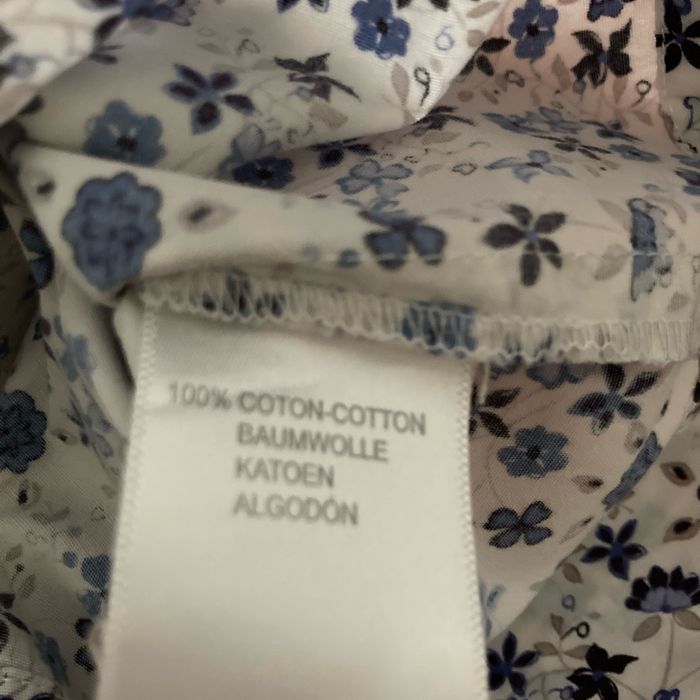 100% COTON-COTTON
BAUMWOLLE
KATOEN
ALGODÓN